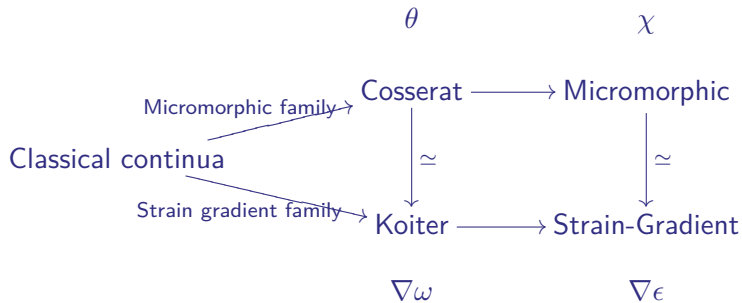 θ χ
Cosserat Micromorphic
Micromorphic family
Classical continua ≃ ≃
Strain gradient family
Koiter Strain-Gradient
∇ω ∇ϵ